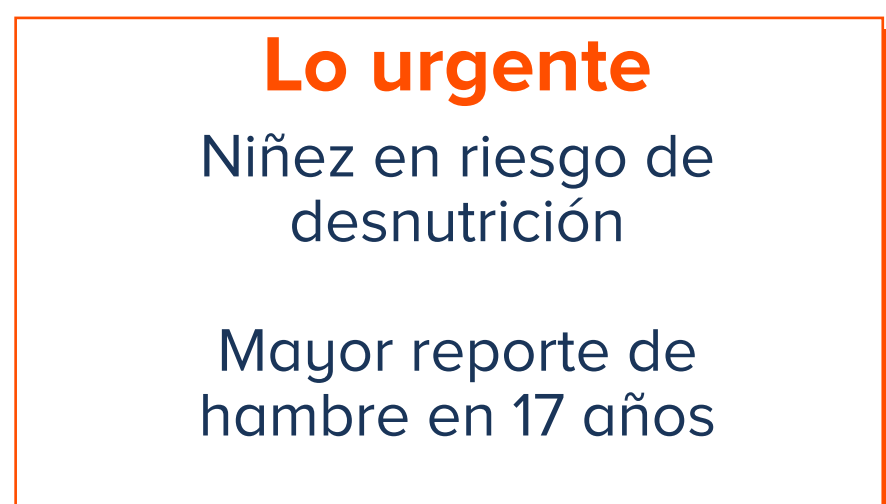 Lo urgente
Niñez en riesgo de
desnutrición
Mayor reporte de
hambre en 17 años